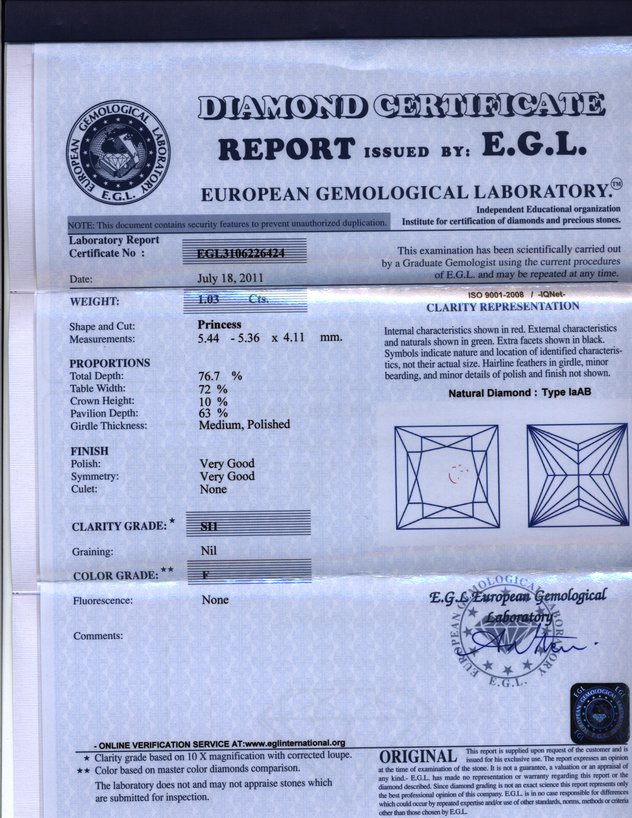 EUROPEAN GEMOLOGICAL LABORATORY
E.G.L.
DIAMOND CERTIFICATE
REPORT ISSUED BY: E.G.L.
EUROPEAN GEMOLOGICAL LABORATORY.™
Independent Educational organization
Institute for certification of diamonds and precious stones.
NOTE: This document contains security features to prevent unauthorized duplication.
Laboratory Report
Certificate No : EGL3106226424
Date: July 18, 2011
WEIGHT: 1.03 Cts.
Shape and Cut: Princess
Measurements: 5.44 - 5.36 x 4.11 mm.
PROPORTIONS
Total Depth: 76.7 %
Table Width: 72 %
Crown Height: 10 %
Pavilion Depth: 63 %
Girdle Thickness: Medium, Polished
FINISH
Polish: Very Good
Symmetry: Very Good
Culet: None
CLARITY GRADE: * SI1
Graining: Nil
COLOR GRADE: ** F
Fluorescence: None
Comments:
This examination has been scientifically carried out
by a Graduate Gemologist using the current procedures
of E.G.L. and may be repeated at any time.
ISO 9001-2008 / -IQNet-
CLARITY REPRESENTATION
Internal characteristics shown in red. External characteristics
and naturals shown in green. Extra facets shown in black.
Symbols indicate nature and location of identified characteris-
tics, not their actual size. Hairline feathers in girdle, minor
bearding, and minor details of polish and finish not shown.
Natural Diamond : Type IaAB
E.G.L European Gemological
Laboratory
EUROPEAN GEMOLOGICAL LABORATORY
E.G.L.
EGL EGL
EUROPEAN GEMOLOGICAL LABORATORY
- ONLINE VERIFICATION SERVICE AT:www.eglinternational.org
* Clarity grade based on 10 X magnification with corrected loupe.
** Color based on master color diamonds comparison.
The laboratory does not and may not appraise stones which
are submitted for inspection.
ORIGINAL This report is supplied upon request of the customer and is
issued for his exclusive use. The report expresses an opinion
at the time of examination of the stone. It is not a guarantee, a valuation or an appraisal of
any kind.- E.G.L. has made no representation or warranty regarding this report or the
diamond described. Since diamond grading is not an exact science this report represents only
the best professional opinion of this company. E.G.L. is in no case responsible for differences
which could occur by repeated expertise and/or use of other standards, norms, methods or criteria
other than those chosen by E.G.L.